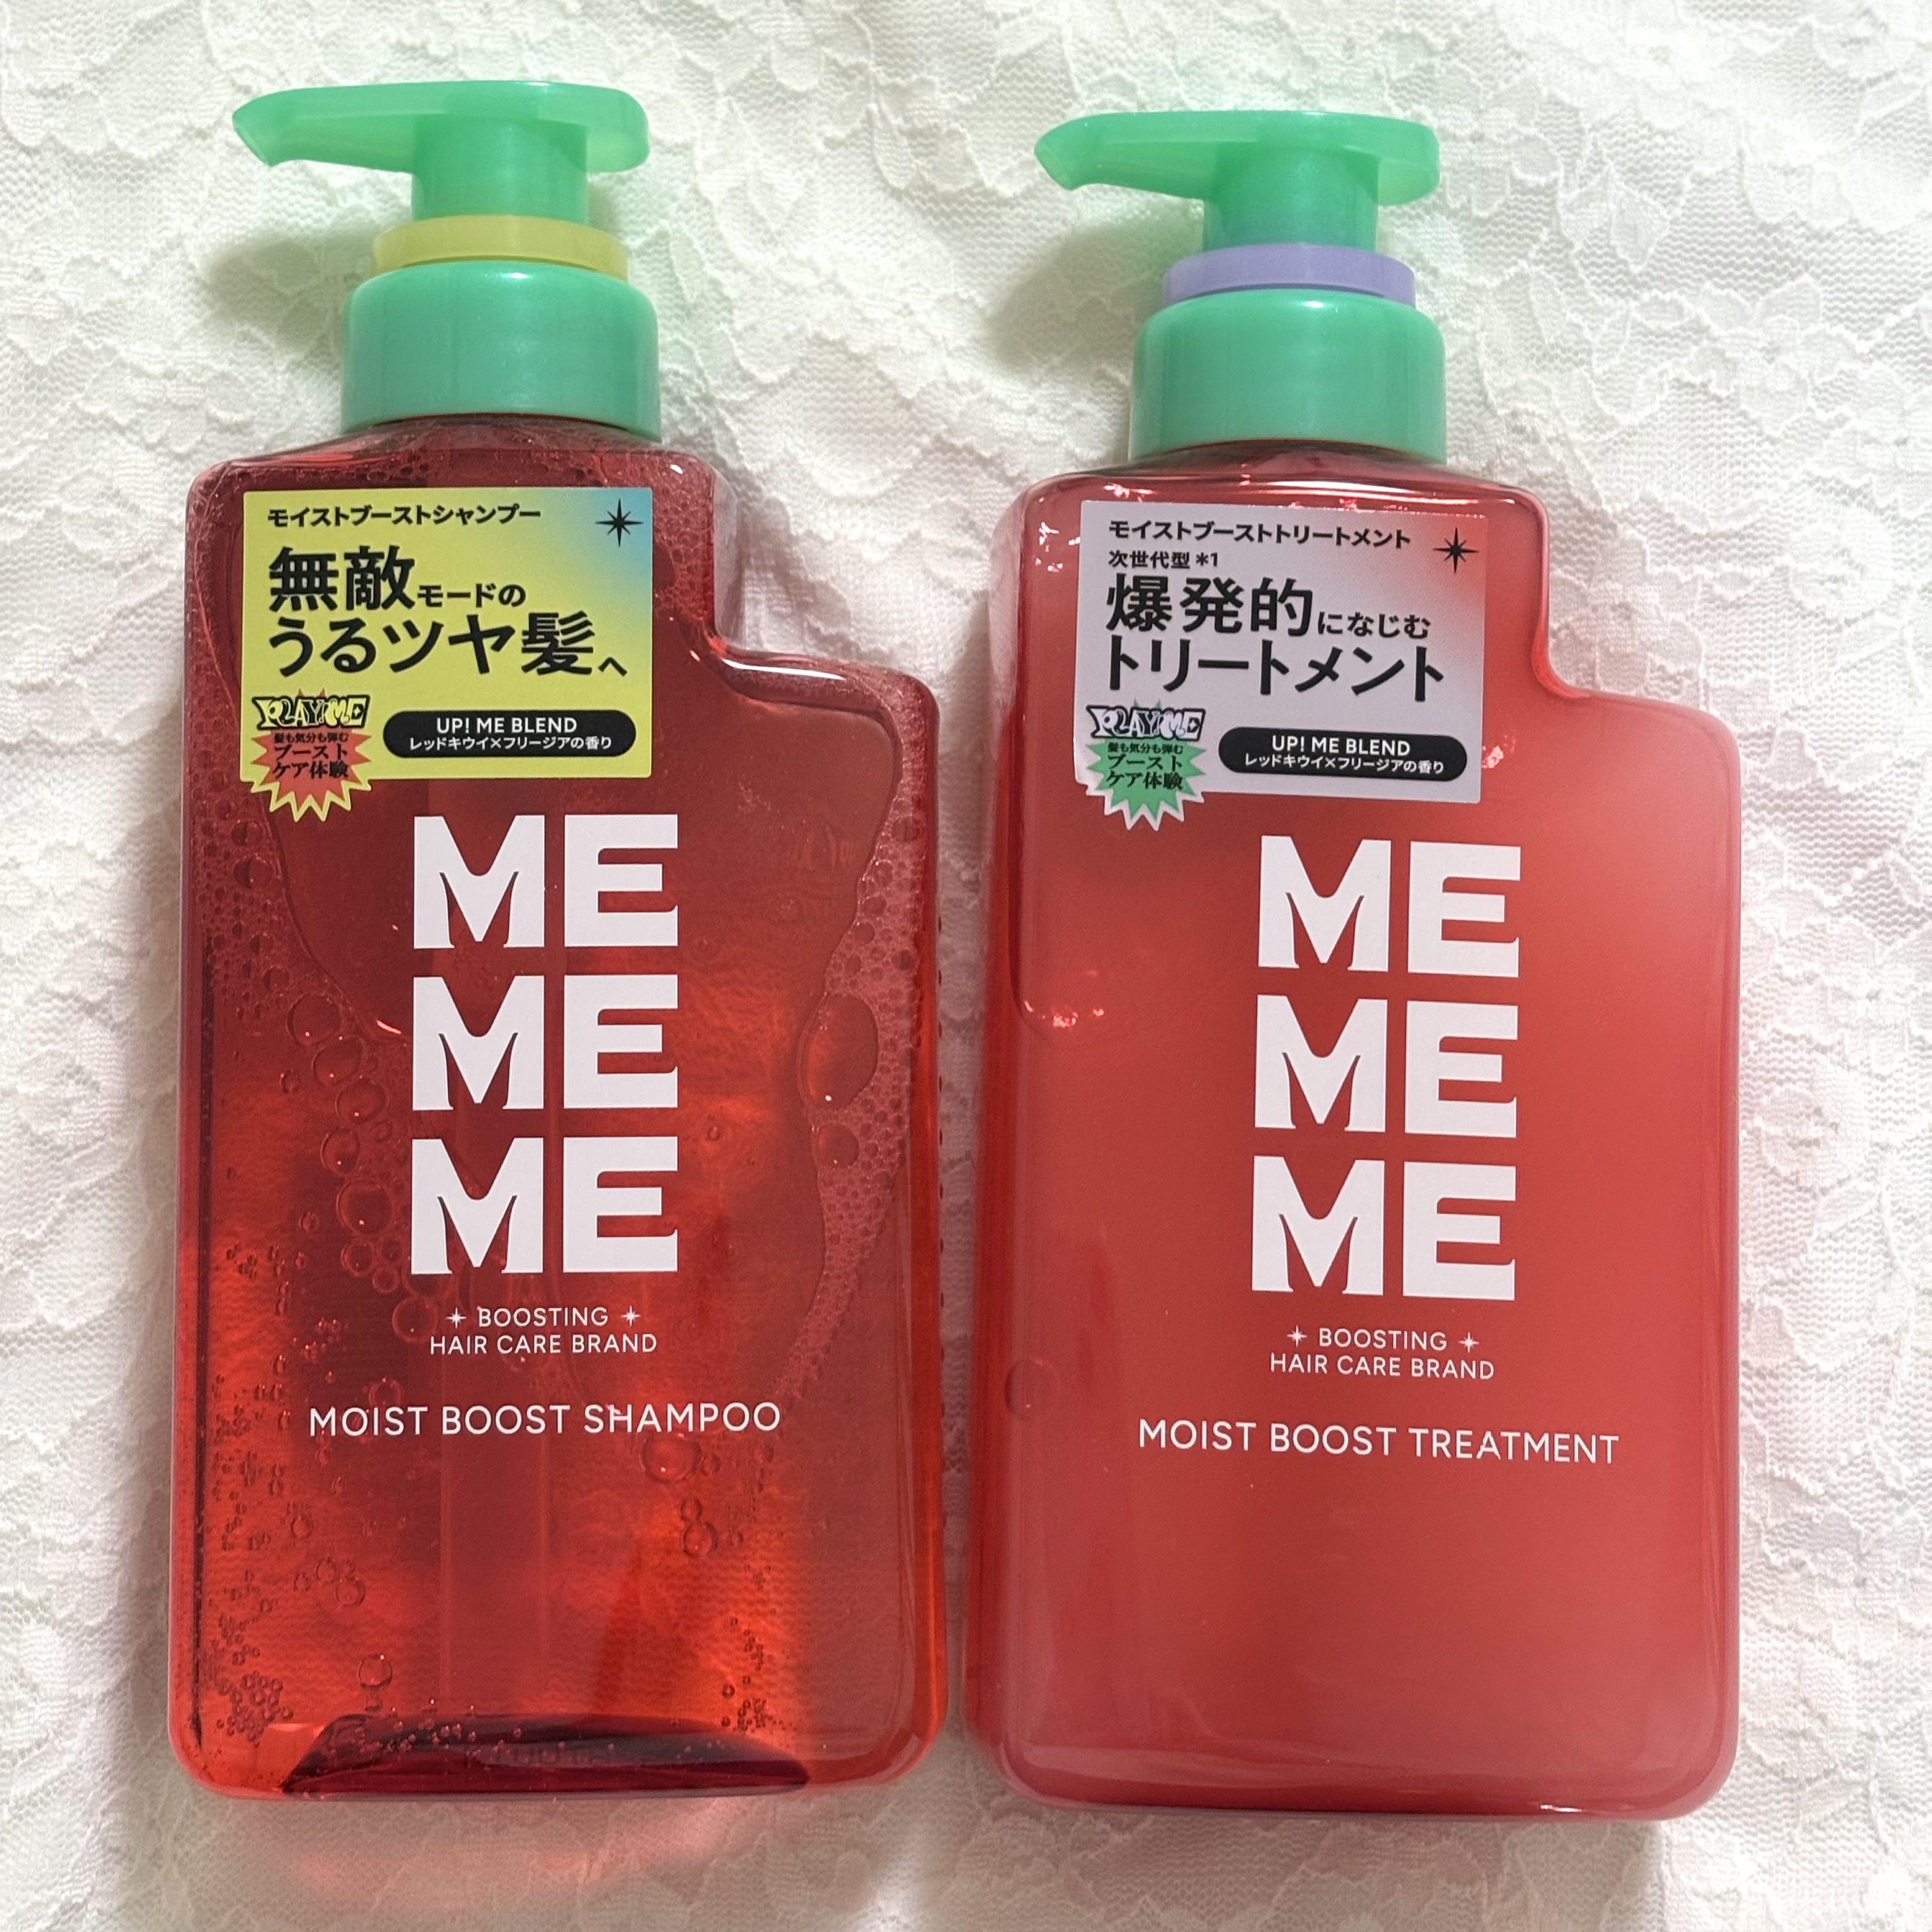 モイストブーストシャンプー
無敵モードの
うるツヤ髪へ
PLAY ME
髪も気分も弾む
ブースト
ケア体験
UP! ME BLEND
レッドキウイ×フリージアの香り
ME
ME
ME
BOOSTING
HAIR CARE BRAND
MOIST BOOST SHAMPOO
モイストブーストトリートメント
次世代型 *1
爆発的になじむ
トリートメント
PLAY ME
髪も気分も弾む
ブースト
ケア体験
UP! ME BLEND
レッドキウイ×フリージアの香り
ME
ME
ME
BOOSTING
HAIR CARE BRAND
MOIST BOOST TREATMENT